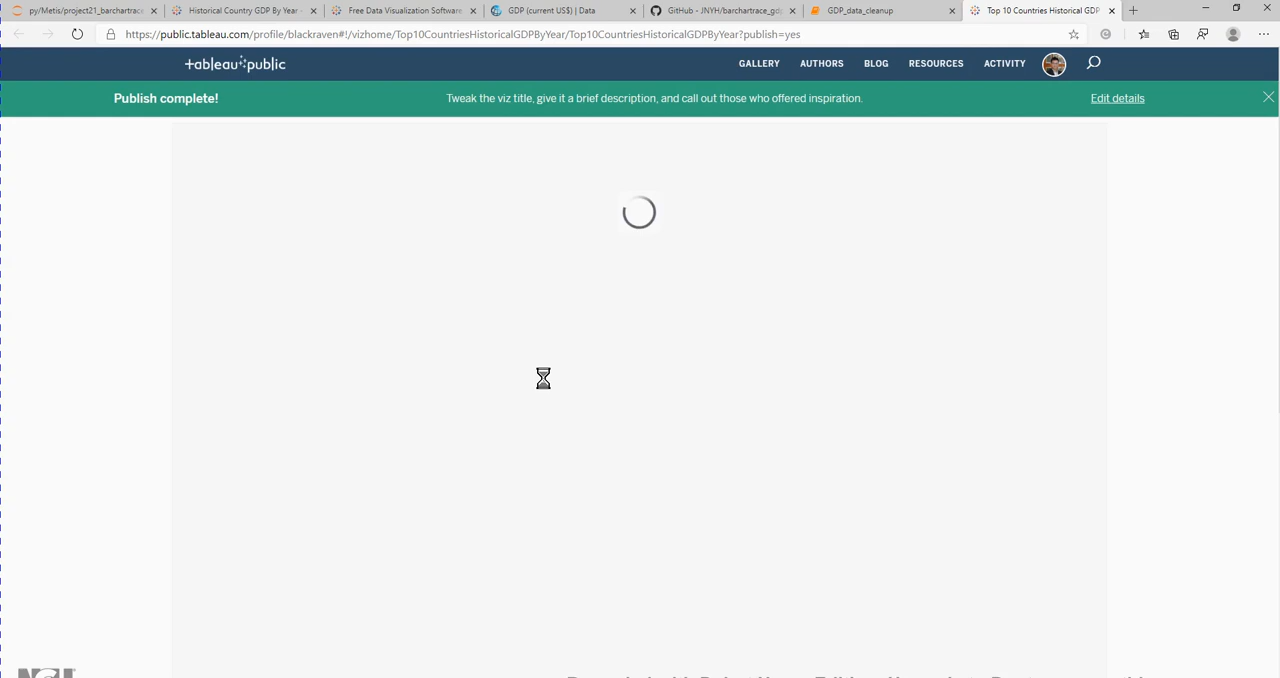 py/Metis/project21_barchartrace
Historical Country GDP By Year -
Free Data Visualization Software
GDP (current US$) | Data
GitHub - JNYH/barchartrace_gd
GDP_data_cleanup
Top 10 Countries Historical GDP
https://public.tableau.com/profile/blackraven#!/vizhome/Top10CountriesHistoricalGDPByYear/Top10CountriesHistoricalGDPByYear?publish=yes
+ableau public
GALLERY
AUTHORS
BLOG
RESOURCES
ACTIVITY
Publish complete!
Tweak the viz title, give it a brief description, and call out those who offered inspiration.
Edit details